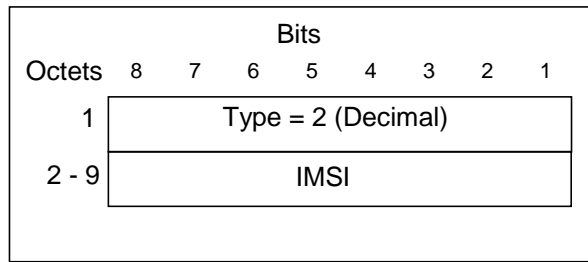 Bits
Octets 8 7 6 5 4 3 2 1
1 Type = 2 (Decimal)
2 - 9 IMSI